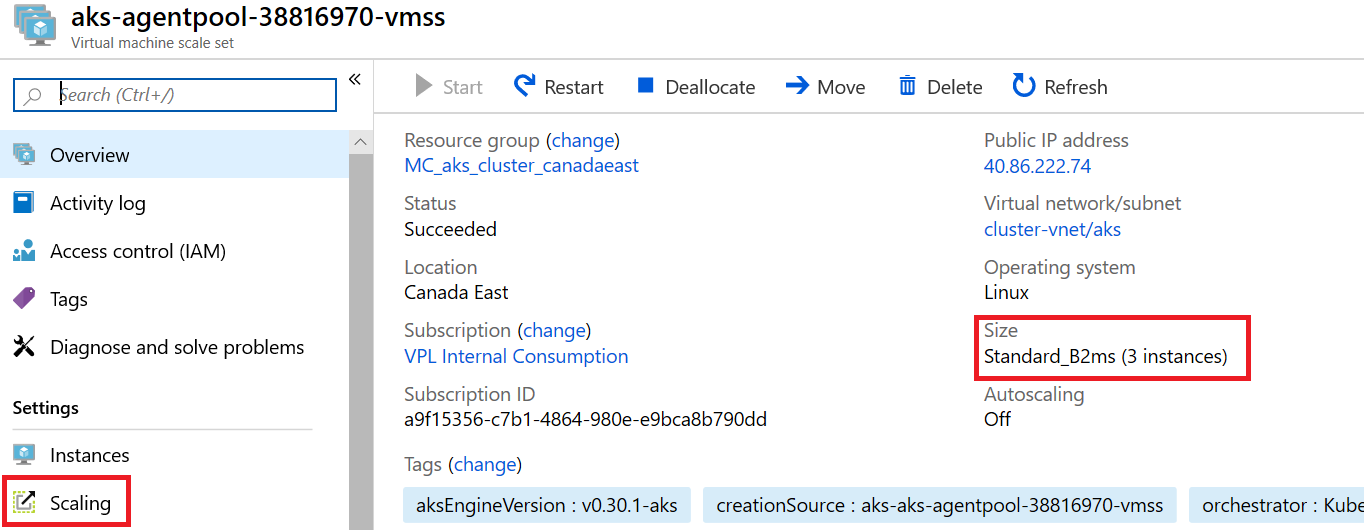 aks-agentpool-38816970-vmss
Virtual machine scale set
Search (Ctrl+/)
«
Overview
Activity log
Access control (IAM)
Tags
Diagnose and solve problems
Settings
Instances
Scaling
Start Restart Deallocate Move Delete Refresh
Resource group (change)
MC_aks_cluster_canadaeast
Status
Succeeded
Location
Canada East
Subscription (change)
VPL Internal Consumption
Subscription ID
a9f15356-c7b1-4864-980e-e9bca8b790dd
Public IP address
40.86.222.74
Virtual network/subnet
cluster-vnet/aks
Operating system
Linux
Size
Standard_B2ms (3 instances)
Autoscaling
Off
Tags (change)
aksEngineVersion : v0.30.1-aks creationSource : aks-aks-agentpool-38816970-vmss orchestrator : Kube